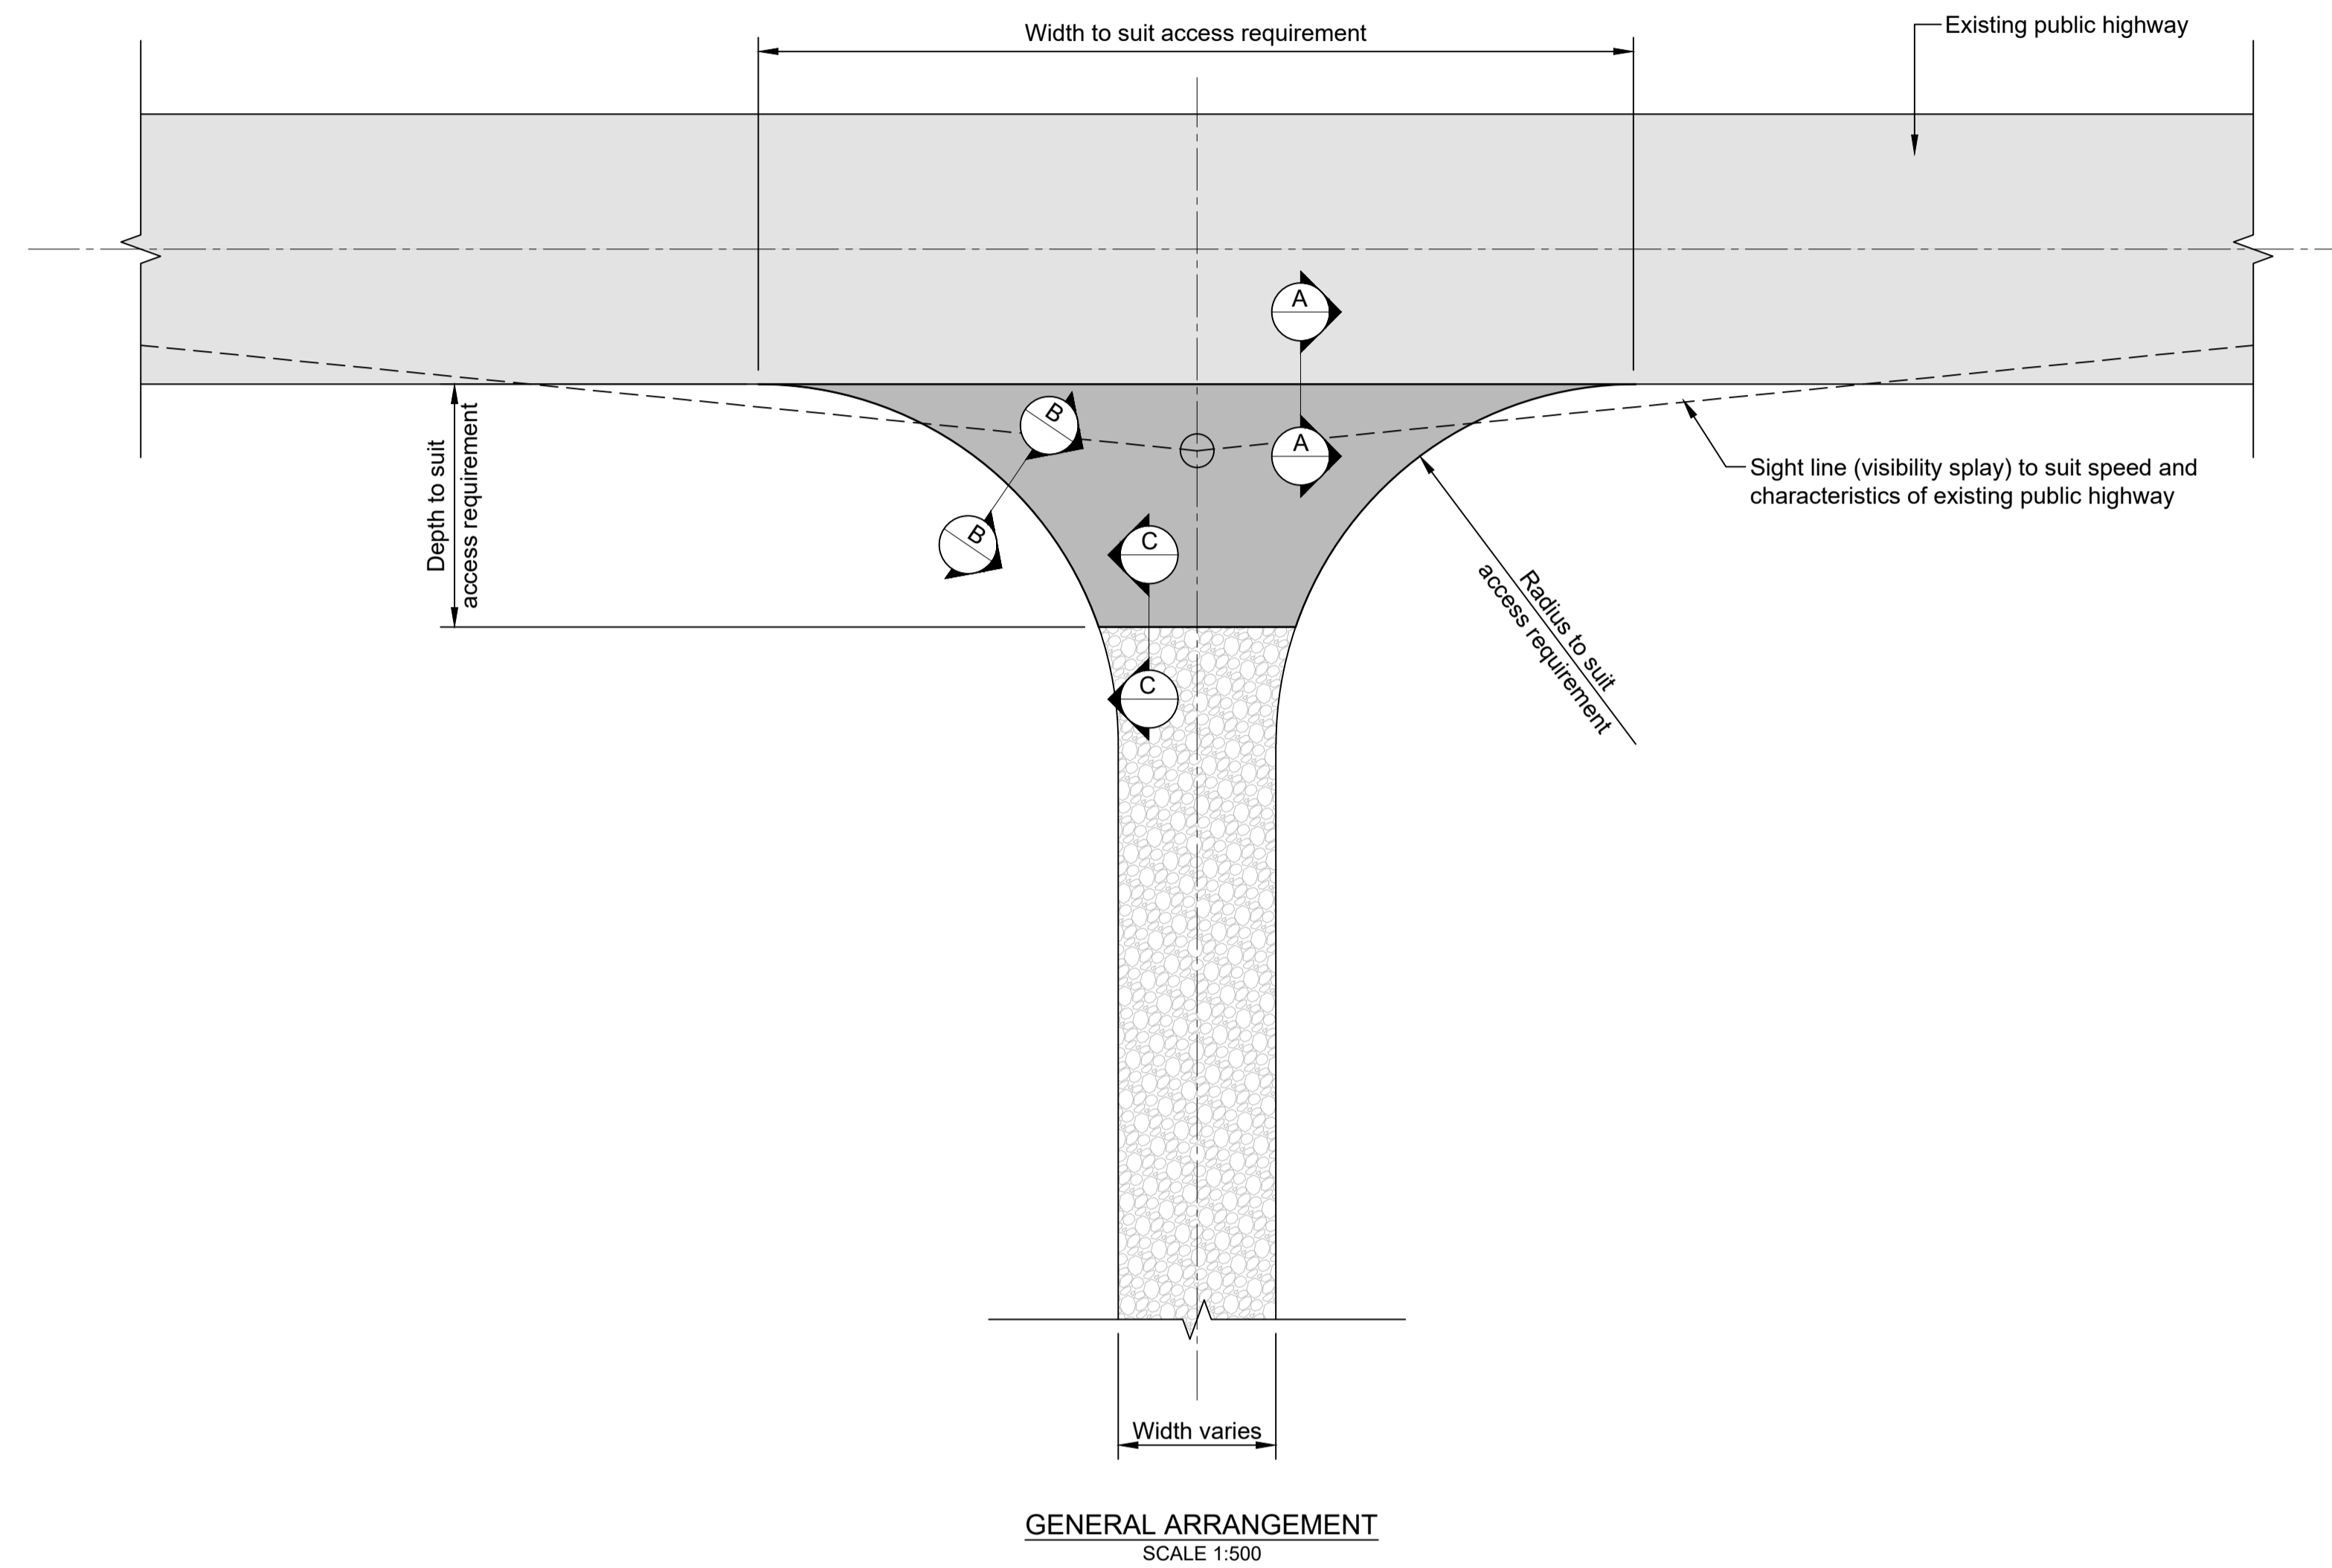 Width to suit access requirement
Existing public highway
A
B
A
Depth to suit
access requirement
Sight line (visibility splay) to suit speed and
characteristics of existing public highway
B
C
Radius to suit
access requirement
C
Width varies
GENERAL ARRANGEMENT
SCALE 1:500